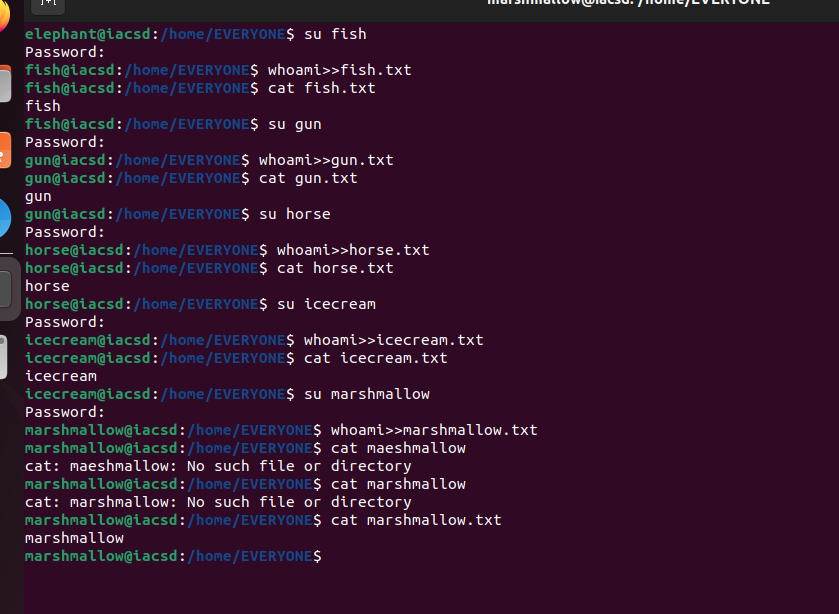 marshmallow@iacsd: /home/EVERYONE
elephant@iacsd:/home/EVERYONE$ su fish
Password:
fish@iacsd:/home/EVERYONE$ whoami>>fish.txt
fish@iacsd:/home/EVERYONE$ cat fish.txt
fish
fish@iacsd:/home/EVERYONE$ su gun
Password:
gun@iacsd:/home/EVERYONE$ whoami>>gun.txt
gun@iacsd:/home/EVERYONE$ cat gun.txt
gun
gun@iacsd:/home/EVERYONE$ su horse
Password:
horse@iacsd:/home/EVERYONE$ whoami>>horse.txt
horse@iacsd:/home/EVERYONE$ cat horse.txt
horse
horse@iacsd:/home/EVERYONE$ su icecream
Password:
icecream@iacsd:/home/EVERYONE$ whoami>>icecream.txt
icecream@iacsd:/home/EVERYONE$ cat icecream.txt
icecream
icecream@iacsd:/home/EVERYONE$ su marshmallow
Password:
marshmallow@iacsd:/home/EVERYONE$ whoami>>marshmallow.txt
marshmallow@iacsd:/home/EVERYONE$ cat maeshmallow
cat: maeshmallow: No such file or directory
marshmallow@iacsd:/home/EVERYONE$ cat marshmallow
cat: marshmallow: No such file or directory
marshmallow@iacsd:/home/EVERYONE$ cat marshmallow.txt
marshmallow
marshmallow@iacsd:/home/EVERYONE$